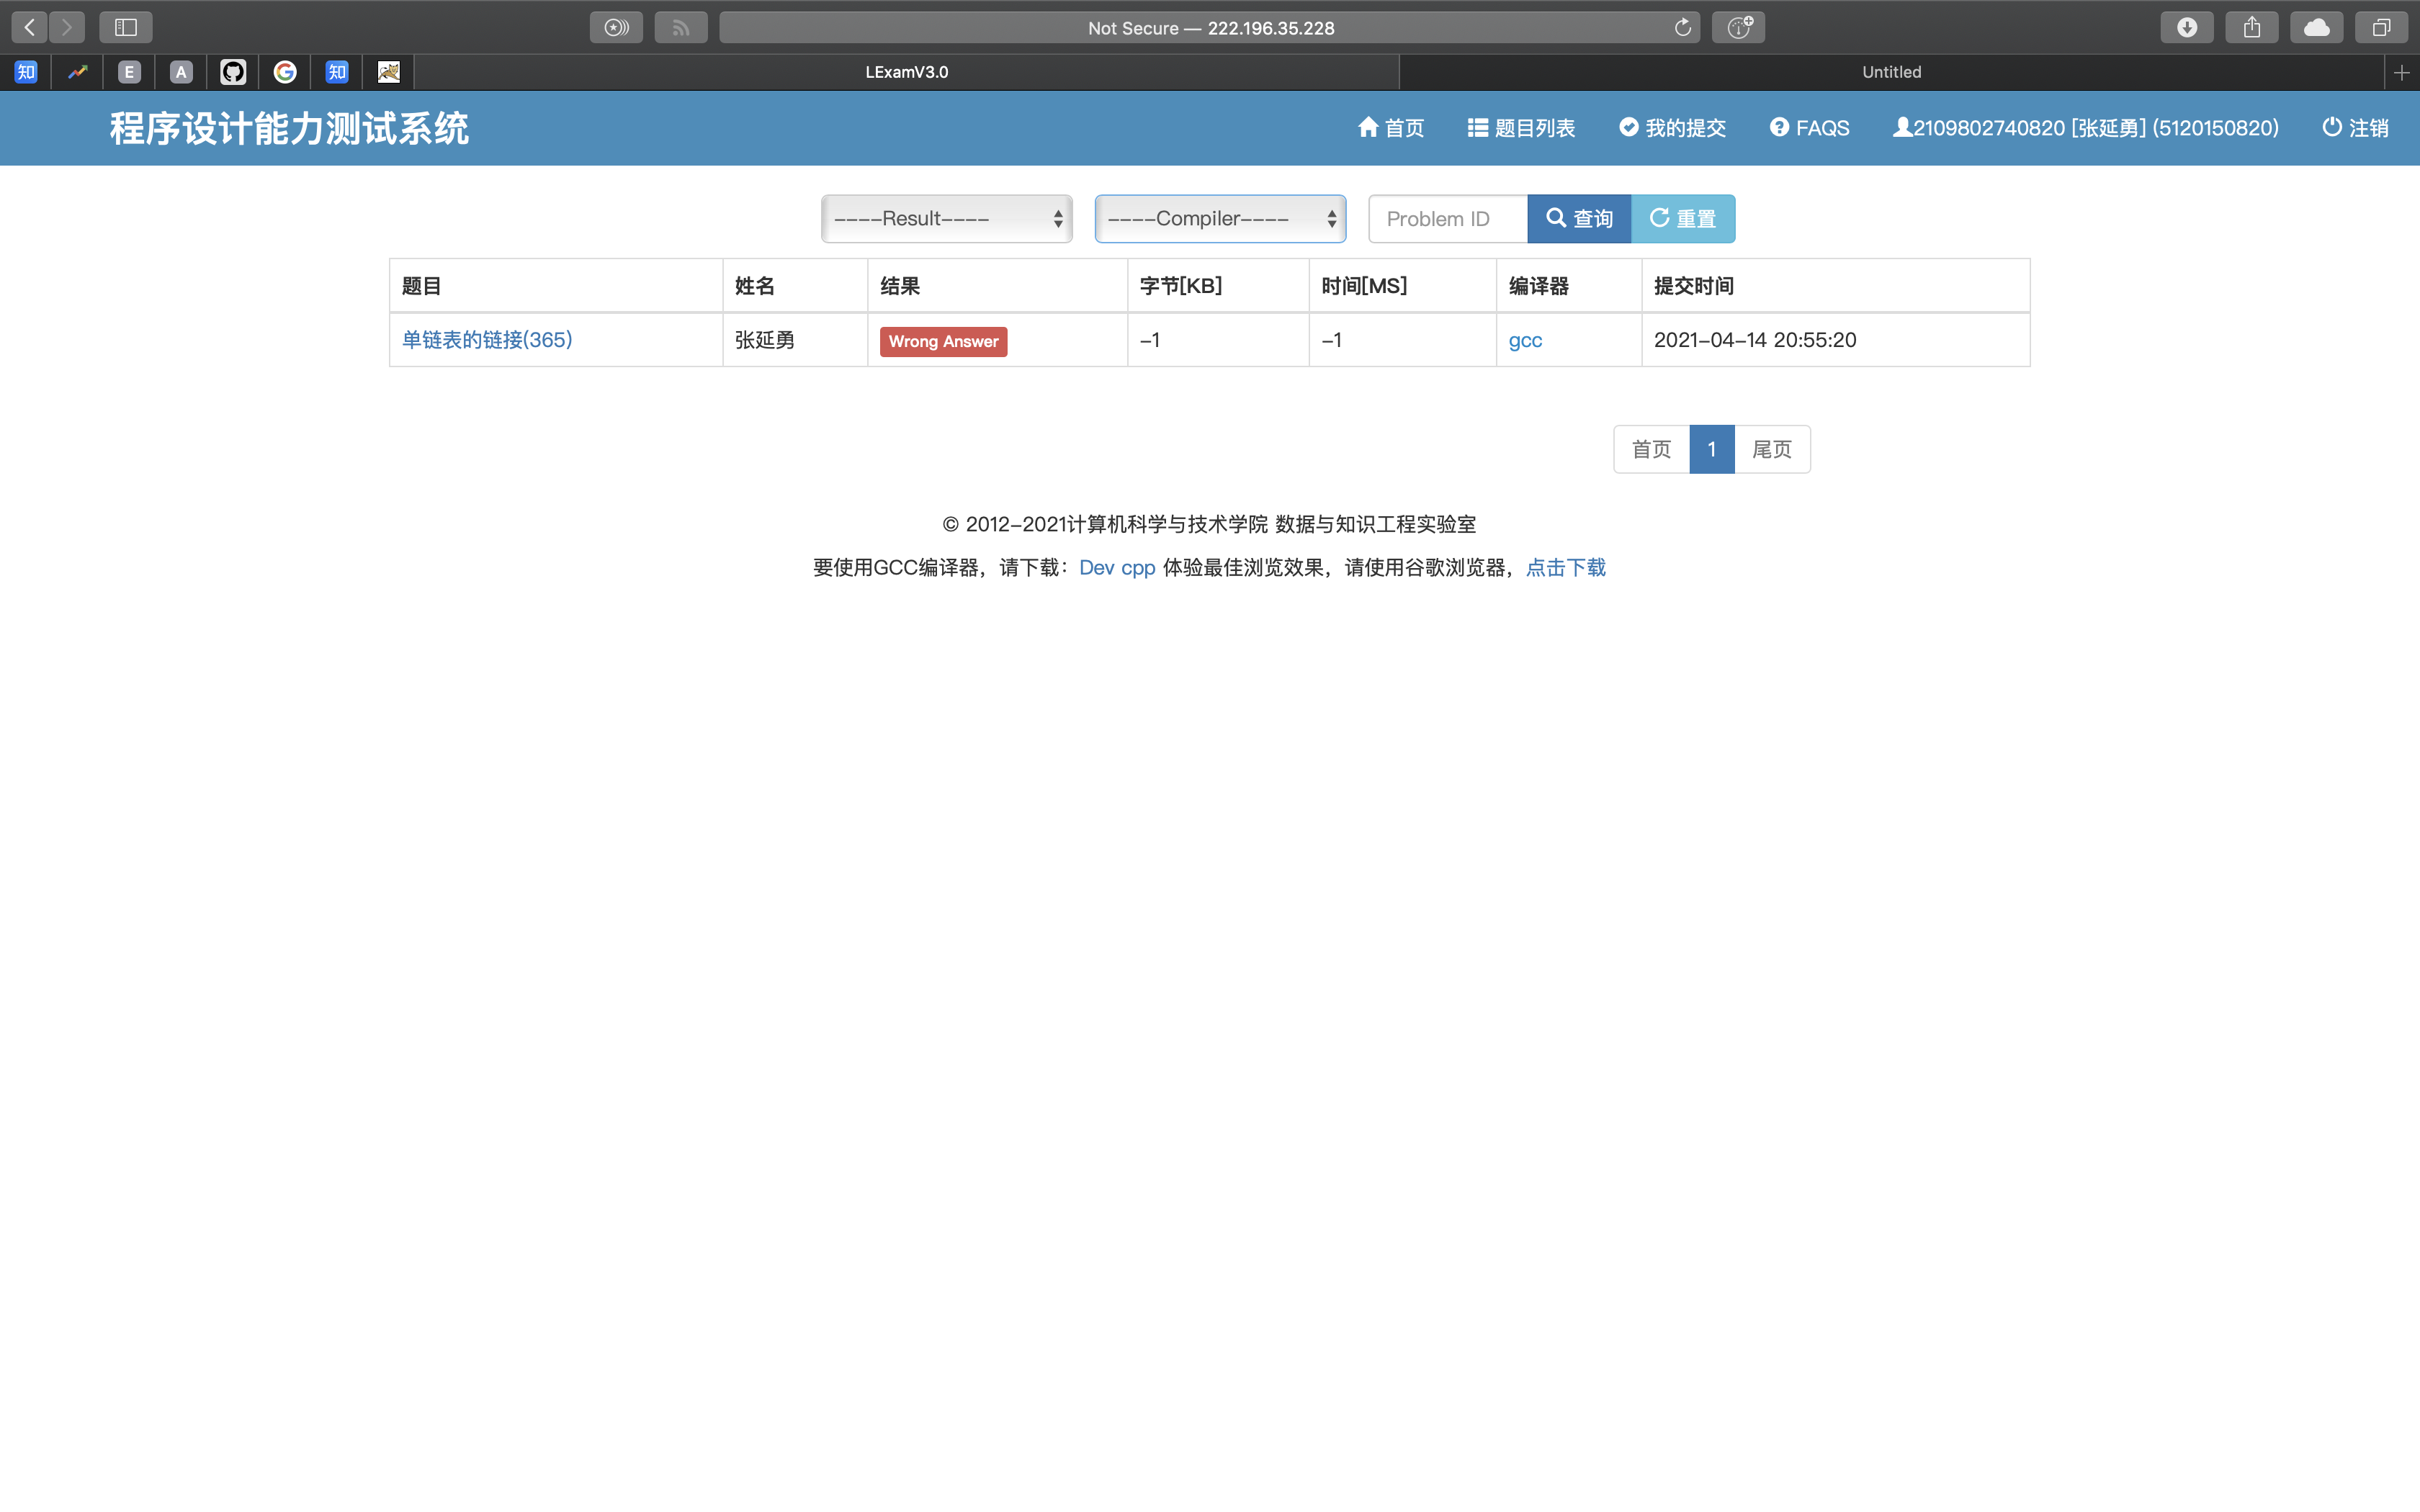 Not Secure — 222.196.35.228
知 E A 知 LExamV3.0 Untitled
程序设计能力测试系统 首页 题目列表 我的提交 FAQS 2109802740820 [张延勇] (5120150820) 注销
----Result---- ----Compiler---- Problem ID 查询 重置
题目 姓名 结果 字节[KB] 时间[MS] 编译器 提交时间
单链表的链接(365) 张延勇 Wrong Answer -1 -1 gcc 2021-04-14 20:55:20
首页 1 尾页
© 2012-2021计算机科学与技术学院 数据与知识工程实验室
要使用GCC编译器，请下载：Dev cpp 体验最佳浏览效果，请使用谷歌浏览器，点击下载